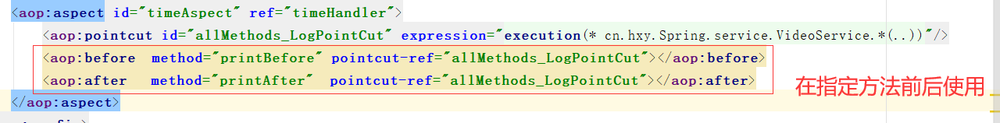 <aop:aspect id="timeAspect" ref="timeHandler">
<aop:pointcut id="allMethods_LogPointCut" expression="execution(* cn.hxy.Spring.service.VideoService.*(..))"/>
<aop:before method="printBefore" pointcut-ref="allMethods_LogPointCut"></aop:before>
<aop:after method="printAfter" pointcut-ref="allMethods_LogPointCut"></aop:after>
在指定方法前后使用
</aop:aspect>